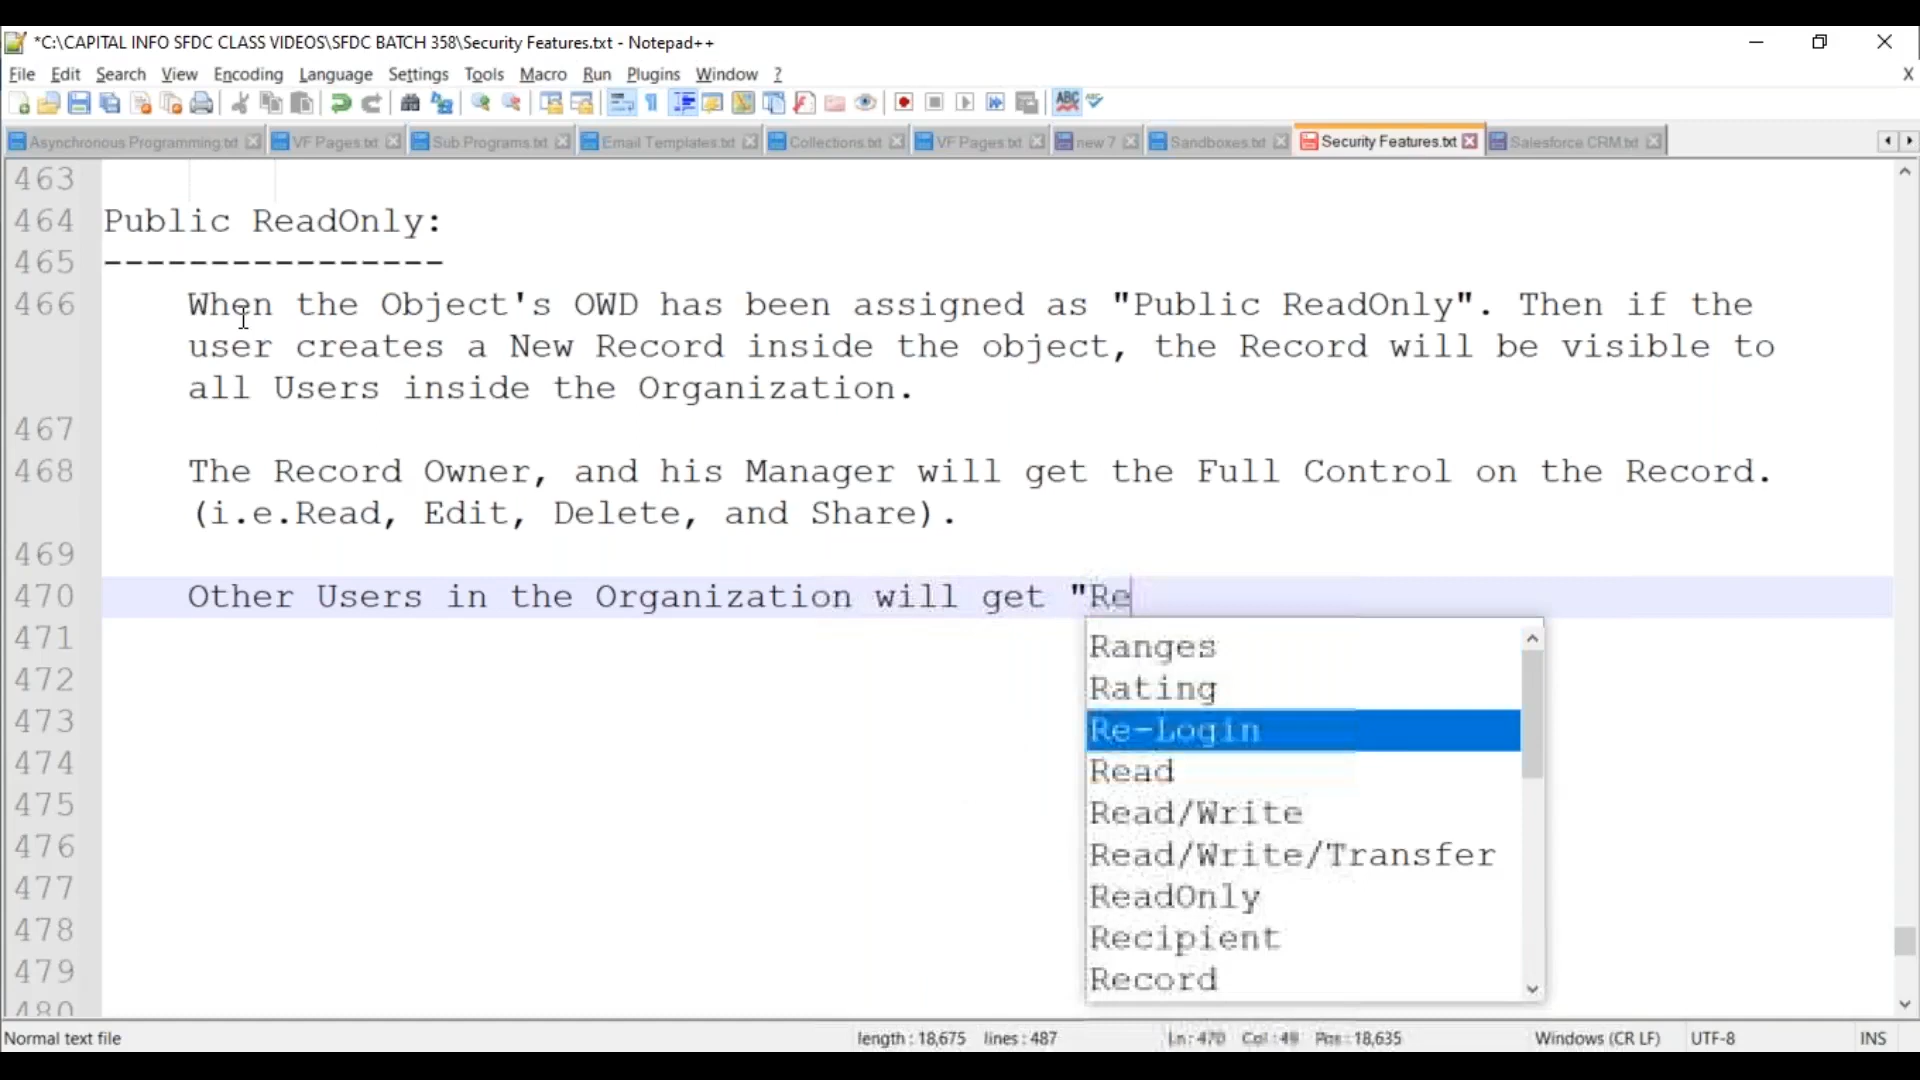 *C:\CAPITAL INFO SFDC CLASS VIDEOS\SFDC BATCH 358\Security Features.txt - Notepad++
File Edit Search View Encoding Language Settings Tools Macro Run Plugins Window ?
X
ABC ABC
Asynchronous Programming.txt VF Pages.txt Sub Programs.txt Email Templates.txt Collections.txt VF Pages.txt new 7 Sandboxes.txt Security Features.txt Salesforce CRM.txt
463
464 Public ReadOnly:
465 ----------------
466 When the Object's OWD has been assigned as "Public ReadOnly". Then if the
user creates a New Record inside the object, the Record will be visible to
all Users inside the Organization.
467
468 The Record Owner, and his Manager will get the Full Control on the Record.
(i.e.Read, Edit, Delete, and Share).
469
470 Other Users in the Organization will get "Re
471
Ranges
472
Rating
473
Re-Login
474
Read
475
Read/Write
476
Read/Write/Transfer
477
ReadOnly
478
Recipient
479
Record
480
Normal text file length : 18,675 lines : 487 Ln : 470 Col : 49 Pos : 18,635 Windows (CR LF) UTF-8 INS